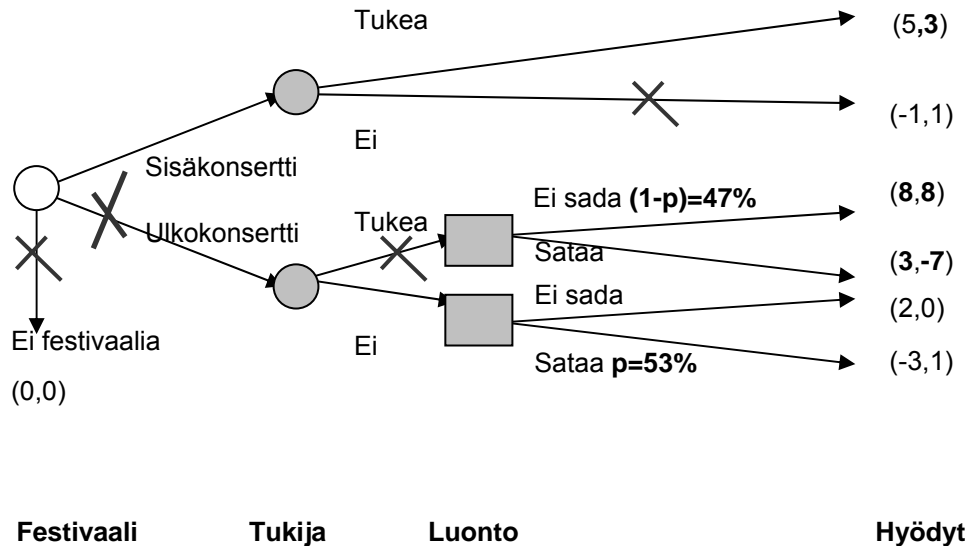 Tukea
(5,3)
(-1,1)
Ei
Sisäkonsertti
Ei sada (1-p)=47%
(8,8)
Ulkokonsertti
Tukea
Sataa
(3,-7)
Ei sada
(2,0)
Ei festivaalia
Ei
Sataa p=53%
(-3,1)
(0,0)
Festivaali Tukija Luonto Hyödyt